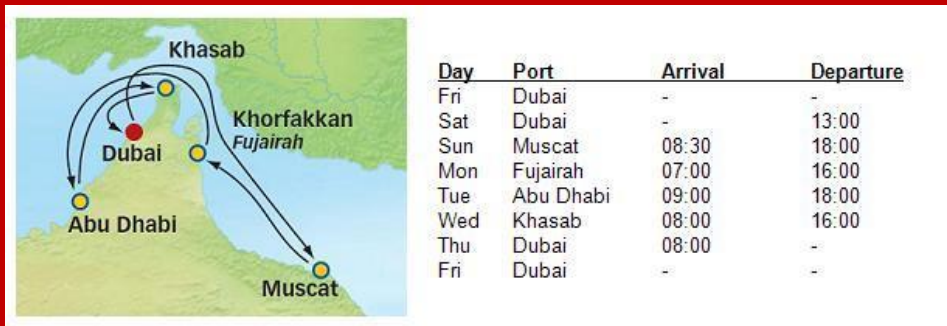 Khasab
Khorfakkan
Fujairah
Dubai
Abu Dhabi
Muscat
Day Port Arrival Departure
Fri Dubai - -
Sat Dubai - 13:00
Sun Muscat 08:30 18:00
Mon Fujairah 07:00 16:00
Tue Abu Dhabi 09:00 18:00
Wed Khasab 08:00 16:00
Thu Dubai 08:00 -
Fri Dubai - -